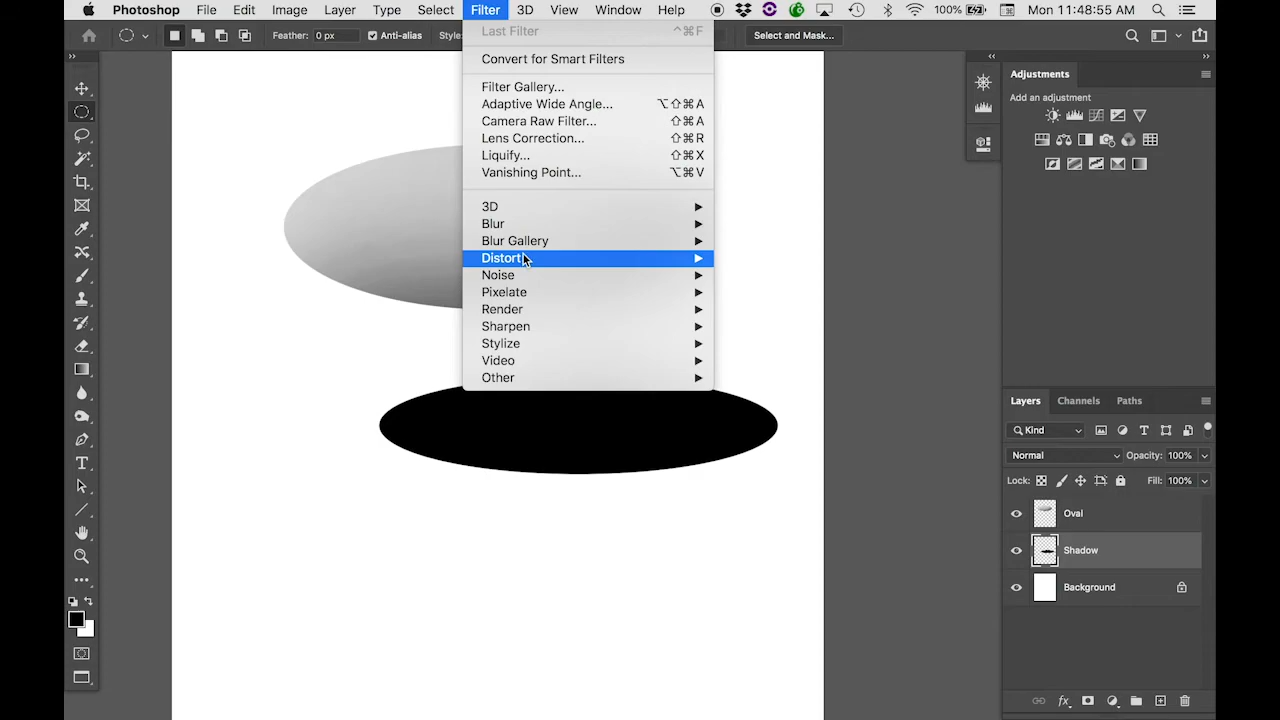 Photoshop File Edit Image Layer Type Select Filter 3D View Window Help 100% Mon 11:48:55 AM
Feather: 0 px Anti-alias Style: Select and Mask...
Last Filter ^⌘F
Convert for Smart Filters
Filter Gallery...
Adaptive Wide Angle... ⌥⇧⌘A
Camera Raw Filter... ⇧⌘A
Lens Correction... ⇧⌘R
Liquify... ⇧⌘X
Vanishing Point... ⌥⌘V
3D
Blur
Blur Gallery
Distort
Noise
Pixelate
Render
Sharpen
Stylize
Video
Other
Adjustments
Add an adjustment
Layers Channels Paths
Kind
Normal Opacity: 100%
Lock: Fill: 100%
Oval
Shadow
Background
fx